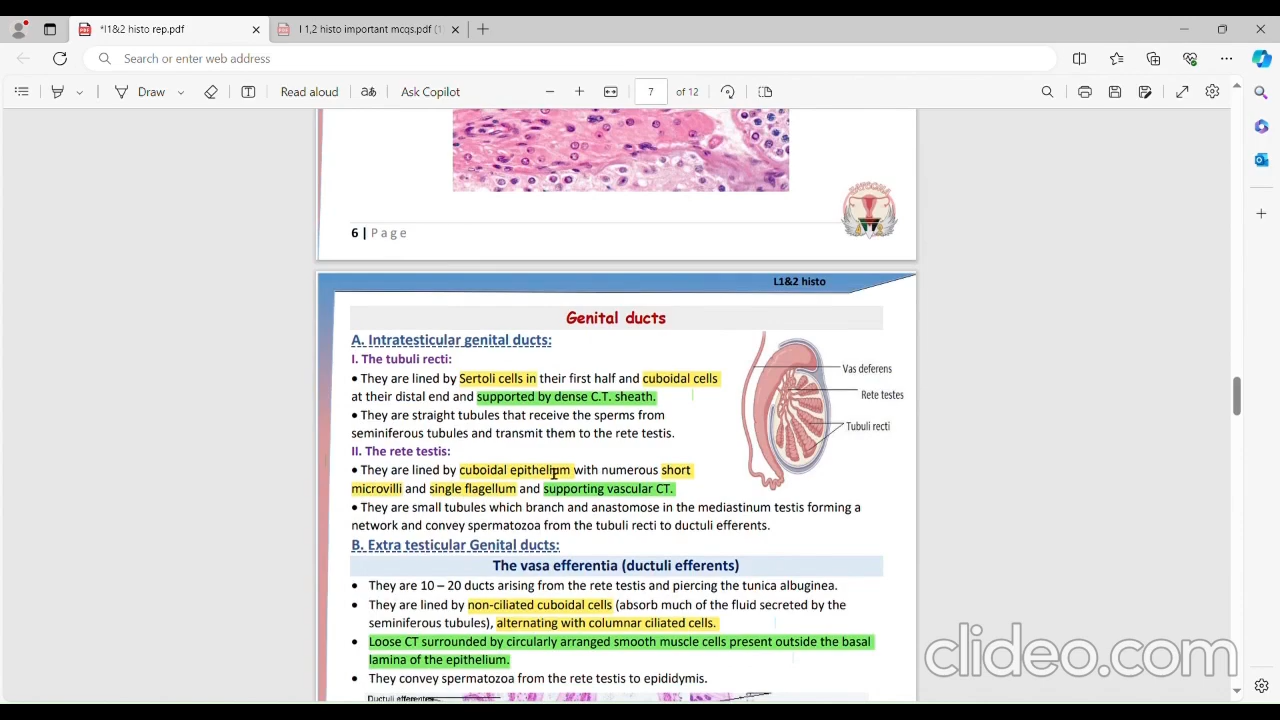 *I1&2 histo rep.pdf
I 1,2 histo important mcqs.pdf (1
Search or enter web address
Draw
Read aloud
Ask Copilot
7
of 12
6 | Page
L1&2 histo
Genital ducts
A. Intratesticular genital ducts:
I. The tubuli recti:
• They are lined by Sertoli cells in their first half and cuboidal cells
at their distal end and supported by dense C.T. sheath.
• They are straight tubules that receive the sperms from
seminiferous tubules and transmit them to the rete testis.
Vas deferens
Rete testes
Tubuli recti
II. The rete testis:
• They are lined by cuboidal epithelium with numerous short
microvilli and single flagellum and supporting vascular CT.
• They are small tubules which branch and anastomose in the mediastinum testis forming a
network and convey spermatozoa from the tubuli recti to ductuli efferents.
B. Extra testicular Genital ducts:
The vasa efferentia (ductuli efferents)
• They are 10 – 20 ducts arising from the rete testis and piercing the tunica albuginea.
• They are lined by non-ciliated cuboidal cells (absorb much of the fluid secreted by the
seminiferous tubules), alternating with columnar ciliated cells.
• Loose CT surrounded by circularly arranged smooth muscle cells present outside the basal
lamina of the epithelium.
• They convey spermatozoa from the rete testis to epididymis.
Ductuli efferentes
clideo.com